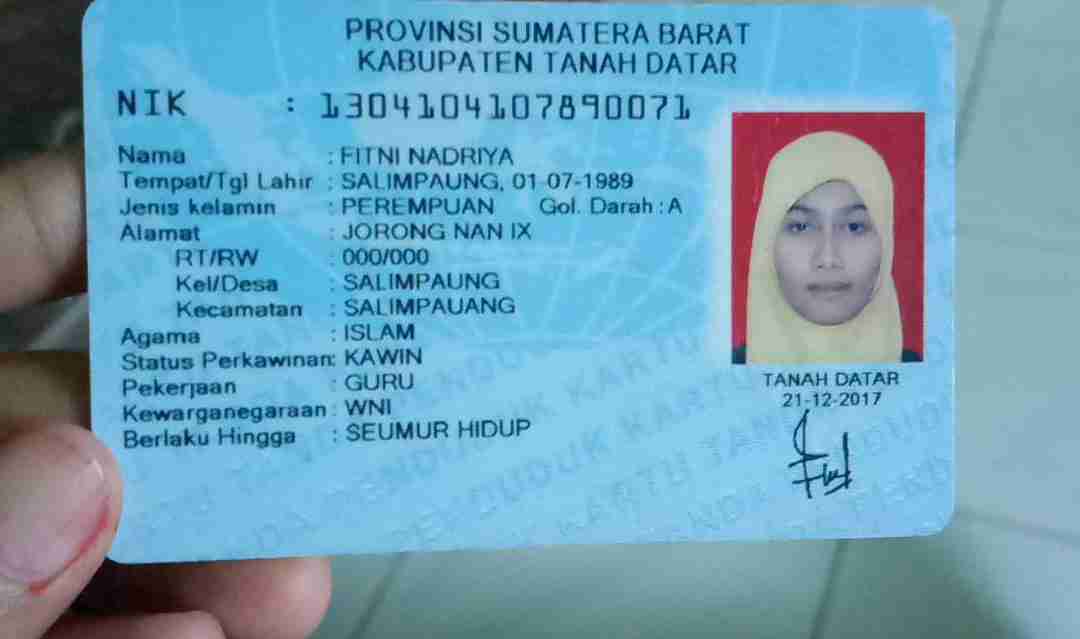 PROVINSI SUMATERA BARAT
KABUPATEN TANAH DATAR
NIK : 1304104107890071
Nama : FITNI NADRIYA
Tempat/Tgl Lahir : SALIMPAUNG, 01-07-1989
Jenis kelamin : PEREMPUAN Gol. Darah : A
Alamat : JORONG NAN IX
RT/RW : 000/000
Kel/Desa : SALIMPAUNG
Kecamatan : SALIMPAUANG
Agama : ISLAM
Status Perkawinan: KAWIN
Pekerjaan : GURU
Kewarganegaraan : WNI
Berlaku Hingga : SEUMUR HIDUP
TANAH DATAR
21-12-2017